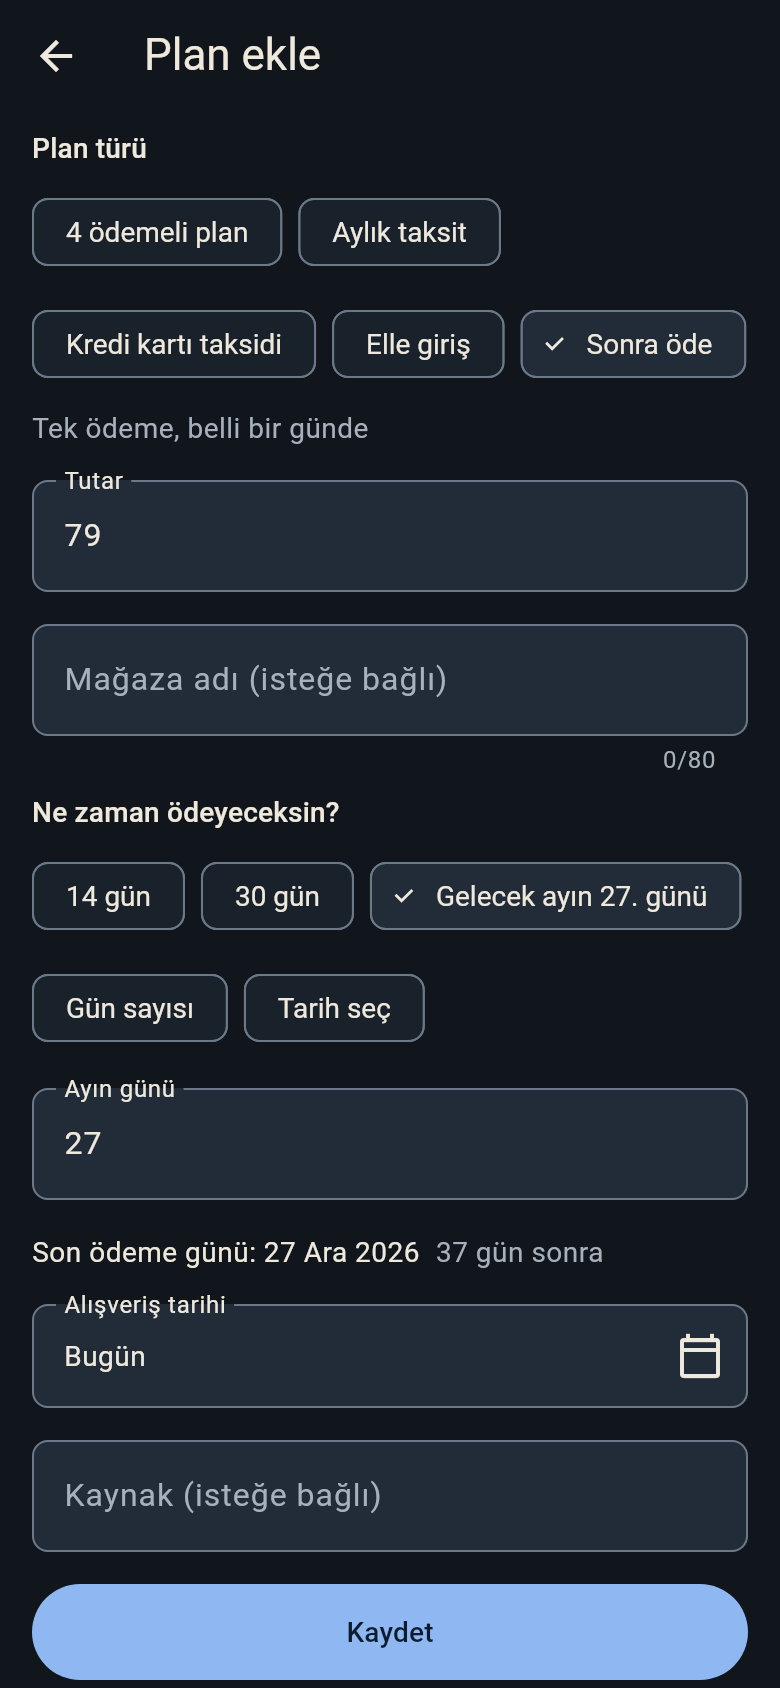 Plan ekle
Plan türü
4 ödemeli plan
Aylık taksit
Kredi kartı taksidi
Elle giriş
Sonra öde
Tek ödeme, belli bir günde
Tutar
79
Mağaza adı (isteğe bağlı)
0/80
Ne zaman ödeyeceksin?
14 gün
30 gün
Gelecek ayın 27. günü
Gün sayısı
Tarih seç
Ayın günü
27
Son ödeme günü: 27 Ara 2026 37 gün sonra
Alışveriş tarihi
Bugün
Kaynak (isteğe bağlı)
Kaydet